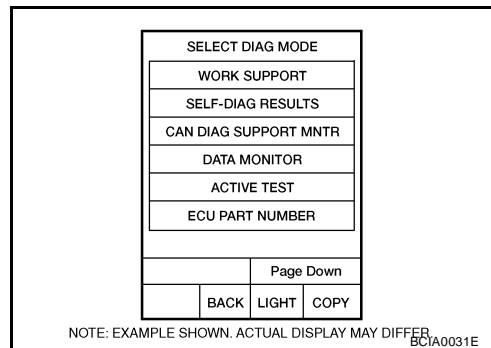 SELECT DIAG MODE
WORK SUPPORT
SELF-DIAG RESULTS
CAN DIAG SUPPORT MNTR
DATA MONITOR
ACTIVE TEST
ECU PART NUMBER
Page Down
BACK LIGHT COPY
NOTE: EXAMPLE SHOWN. ACTUAL DISPLAY MAY DIFFER.
BCIA0031E